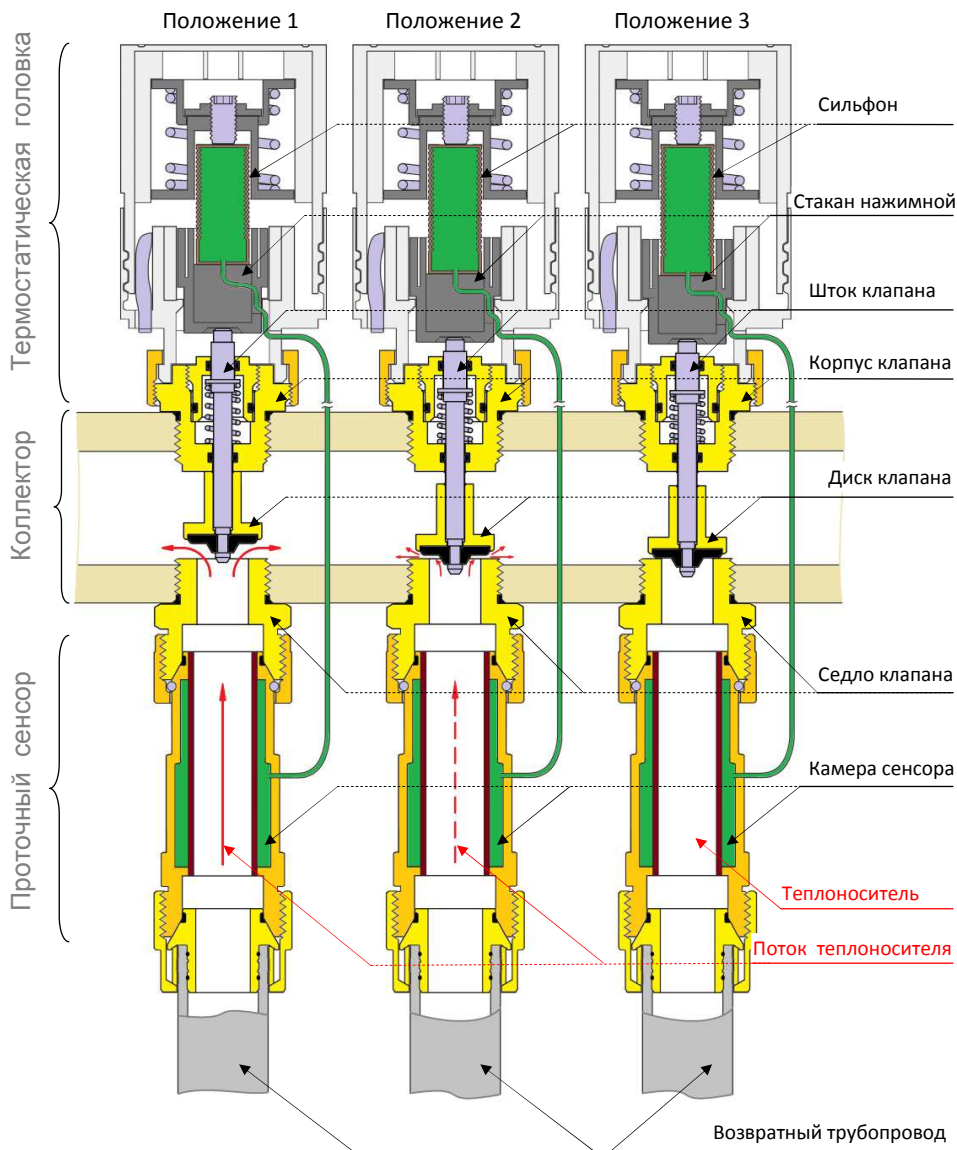 Положение 1
Положение 2
Положение 3
Термостатическая головка
Коллектор
Проточный сенсор
Сильфон
Стакан нажимной
Шток клапана
Корпус клапана
Диск клапана
Седло клапана
Камера сенсора
Теплоноситель
Поток теплоносителя
Возвратный трубопровод